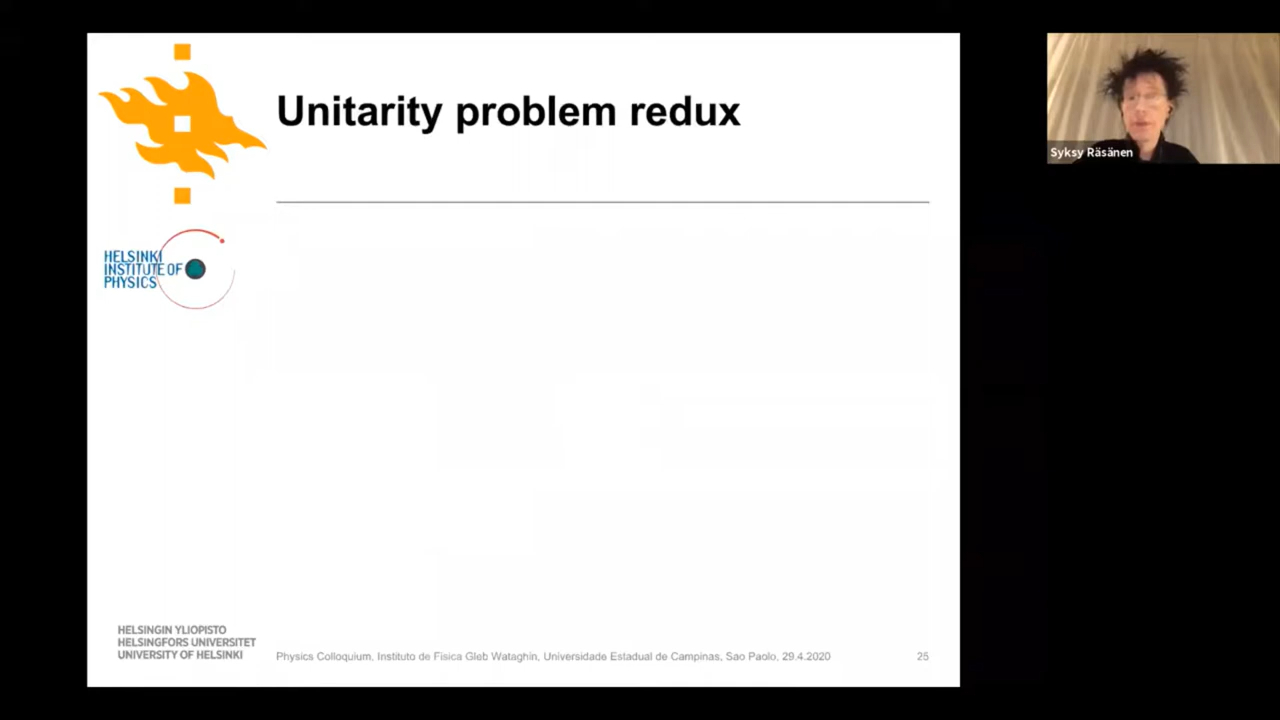 Unitarity problem redux
Syksy Räsänen
HELSINKI
INSTITUTE OF
PHYSICS
HELSINGIN YLIOPISTO
HELSINGFORS UNIVERSITET
UNIVERSITY OF HELSINKI
Physics Colloquium, Instituto de Fisica Gleb Wataghin, Universidade Estadual de Campinas, Sao Paolo, 29.4.2020
25